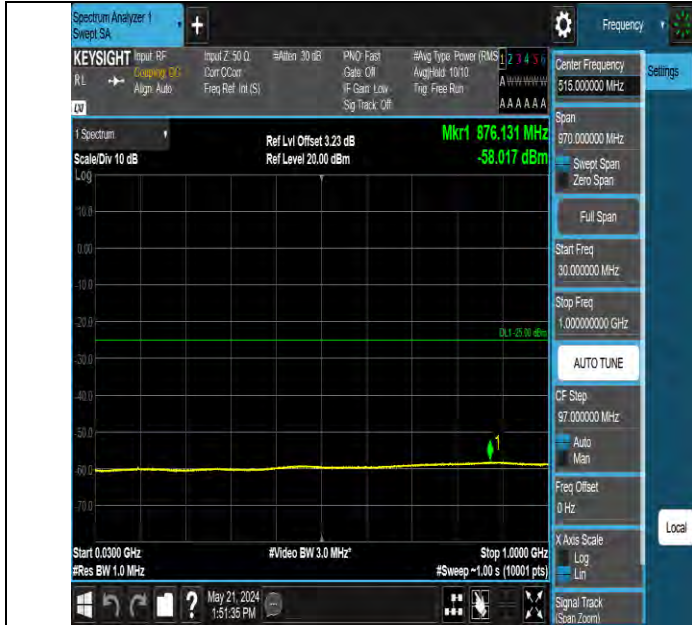 Spectrum Analyzer 1
Swept SA
+
Frequency
KEYSIGHT Input: RF Input Z: 50 Ω #Atten: 30 dB PNO: Fast #Avg Type: Power (RMS 1 2 3 4 5 6
RL Coupling: DC Corr CCorr Gate: Off Avg|Hold: 10/10 A W W W W W
Align: Auto Freq Ref: Int (S) IF Gain: Low Trig: Free Run
Sig Track: Off A A A A A A
1 Spectrum
Ref Lvl Offset 3.23 dB Mkr1 876.131 MHz
Scale/Div 10 dB Ref Level 20.00 dBm -58.017 dBm
Log
10.0
0.00
-10.0
-20.0
DL1 -25.00 dBm
-30.0
-40.0
-50.0
1
-60.0
-70.0
Start 0.0300 GHz #Video BW 3.0 MHz* Stop 1.0000 GHz
#Res BW 1.0 MHz #Sweep ~1.00 s (10001 pts)
?
May 21, 2024
1:51:35 PM
Center Frequency
515.000000 MHz
Settings
Span
970.000000 MHz
Swept Span
Zero Span
Full Span
Start Freq
30.000000 MHz
Stop Freq
1.000000000 GHz
AUTO TUNE
CF Step
97.000000 MHz
Auto
Man
Freq Offset
0 Hz
Local
X Axis Scale
Log
Lin
Signal Track
(Span Zoom)